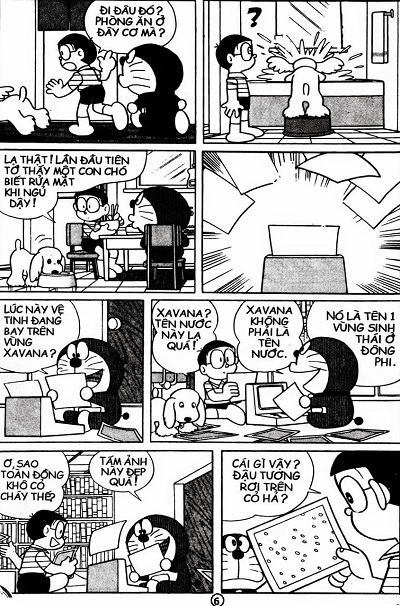 ĐI ĐÂU ĐÓ?
PHÒNG ĂN Ở
ĐÂY CƠ MÀ?
?
LẠ THẬT! LẦN ĐẦU TIÊN
TỚ THẤY MỘT CON CHÓ
BIẾT RỬA MẶT
KHI NGỦ
DẬY!
LÚC NÀY VỆ
TINH ĐANG
BAY TRÊN
VÙNG
XAVANA?
XAVANA?
TÊN NƯỚC
NÀY LẠ
QUÁ!
XAVANA
KHÔNG
PHẢI LÀ
TÊN
NƯỚC.
NÓ LÀ TÊN 1
VÙNG SINH
THÁI Ở
ĐÔNG
PHI.
Ơ, SAO
TOÀN ĐỒNG
KHÔ CỎ
CHÁY THẾ?
TẤM ẢNH
NÀY ĐẸP
QUÁ!
CÁI GÌ VẬY?
ĐẬU TƯƠNG
RƠI TRÊN
CỎ HẢ?
6